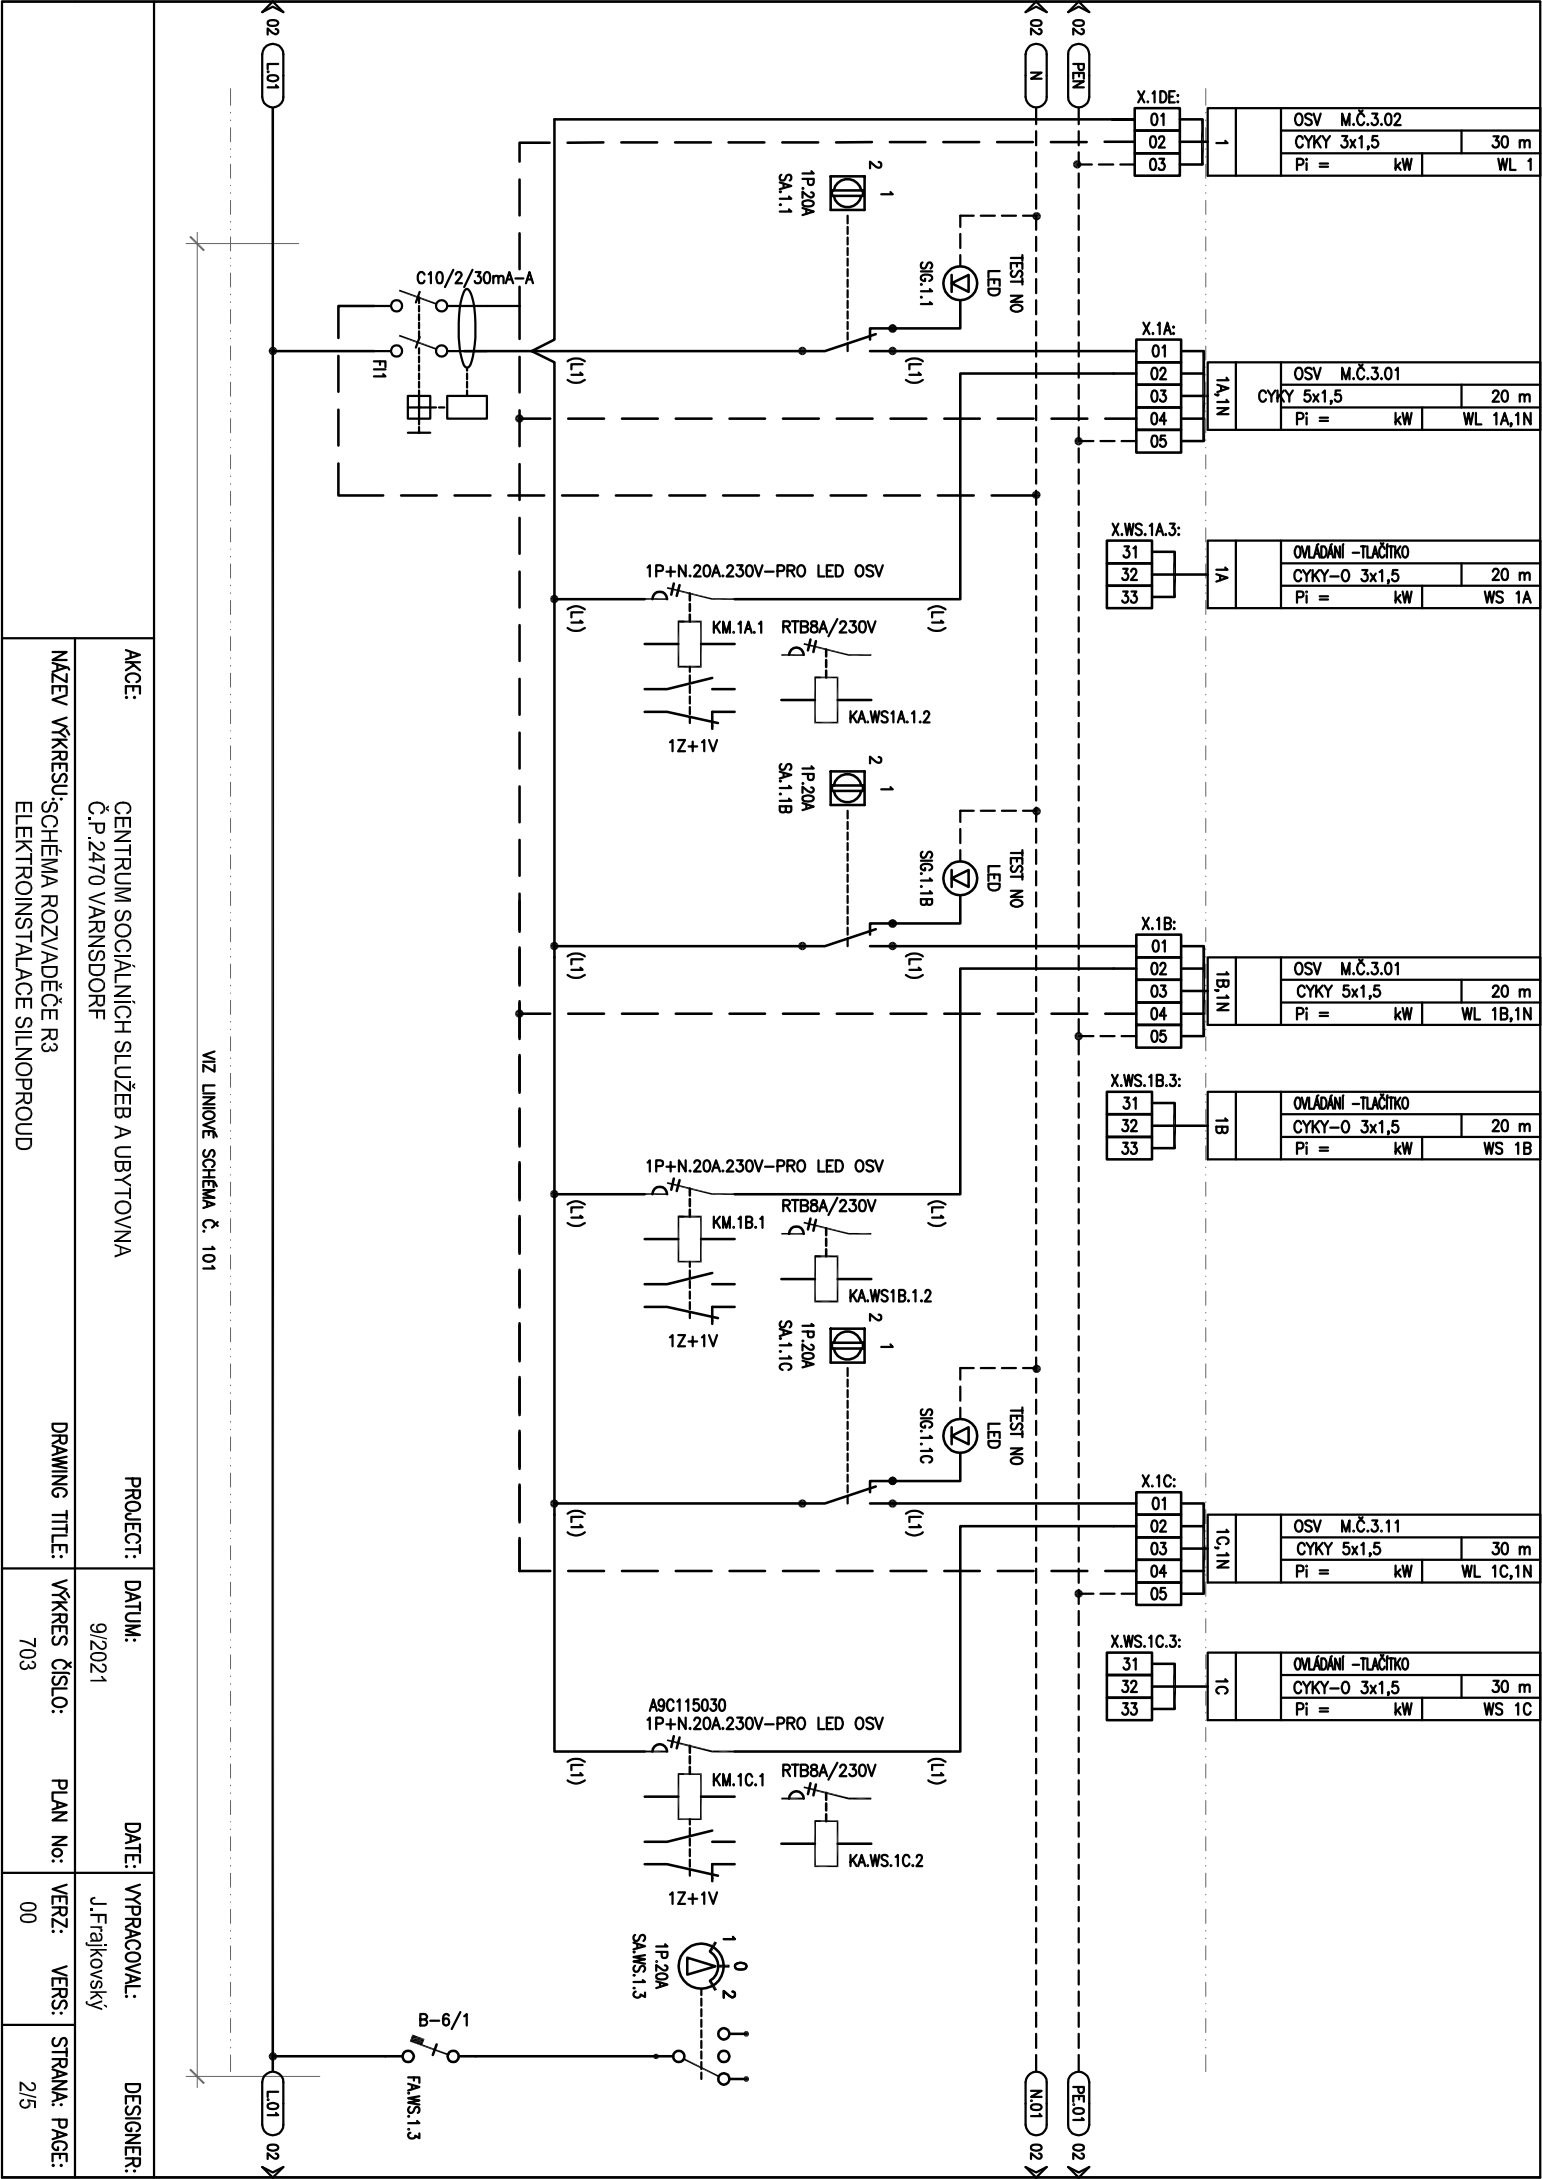 02
L.01
02
N
02
PEN
X.1DE:
01
02
03
1
OSV M.Č.3.02
CYKY 3x1,5
30 m
Pi = kW
WL 1
2
1
1P.20A
SA.1.1
TEST NO
LED
SIG.1.1
C10/2/30mA-A
FI1
(L1)
(L1)
X.1A:
01
02
03
04
05
1A,1N
OSV M.Č.3.01
CYKY 5x1,5
20 m
Pi = kW
WL 1A,1N
X.WS.1A.3:
31
32
33
1A
OVLÁDÁNÍ -TLAČÍTKO
CYKY-O 3x1,5
20 m
Pi = kW
WS 1A
1P+N.20A.230V-PRO LED OSV
(L1)
(L1)
KM.1A.1
RTB8A/230V
KA.WS1A.1.2
1Z+1V
2
1
1P.20A
SA.1.1B
TEST NO
LED
SIG.1.1B
(L1)
(L1)
X.1B:
01
02
03
04
05
1B,1N
OSV M.Č.3.01
CYKY 5x1,5
20 m
Pi = kW
WL 1B,1N
X.WS.1B.3:
31
32
33
1B
OVLÁDÁNÍ -TLAČÍTKO
CYKY-O 3x1,5
20 m
Pi = kW
WS 1B
1P+N.20A.230V-PRO LED OSV
(L1)
(L1)
KM.1B.1
RTB8A/230V
KA.WS1B.1.2
1Z+1V
2
1
1P.20A
SA.1.1C
TEST NO
LED
SIG.1.1C
(L1)
(L1)
X.1C:
01
02
03
04
05
1C,1N
OSV M.Č.3.11
CYKY 5x1,5
30 m
Pi = kW
WL 1C,1N
X.WS.1C.3:
31
32
33
1C
OVLÁDÁNÍ -TLAČÍTKO
CYKY-O 3x1,5
30 m
Pi = kW
WS 1C
A9C115030
1P+N.20A.230V-PRO LED OSV
(L1)
(L1)
KM.1C.1
RTB8A/230V
KA.WS.1C.2
1Z+1V
1
0
2
1P.20A
SA.WS.1.3
B-6/1
FA.WS.1.3
L.01
02
N.01
02
PE.01
02
VIZ LINIOVÉ SCHÉMA Č. 101
AKCE:
CENTRUM SOCIÁLNÍCH SLUŽEB A UBYTOVNA
Č.P.2470 VARNSDORF
PROJECT:
NÁZEV VÝKRESU:
SCHÉMA ROZVADĚČE R3
ELEKTROINSTALACE SILNOPROUD
DRAWING TITLE:
DATUM:
9/2021
DATE:
VÝKRES ČÍSLO:
703
PLAN No:
VYPRACOVAL:
J.Frajkovský
DESIGNER:
VERZ:
00
VERS:
STRANA:
2/5
PAGE: